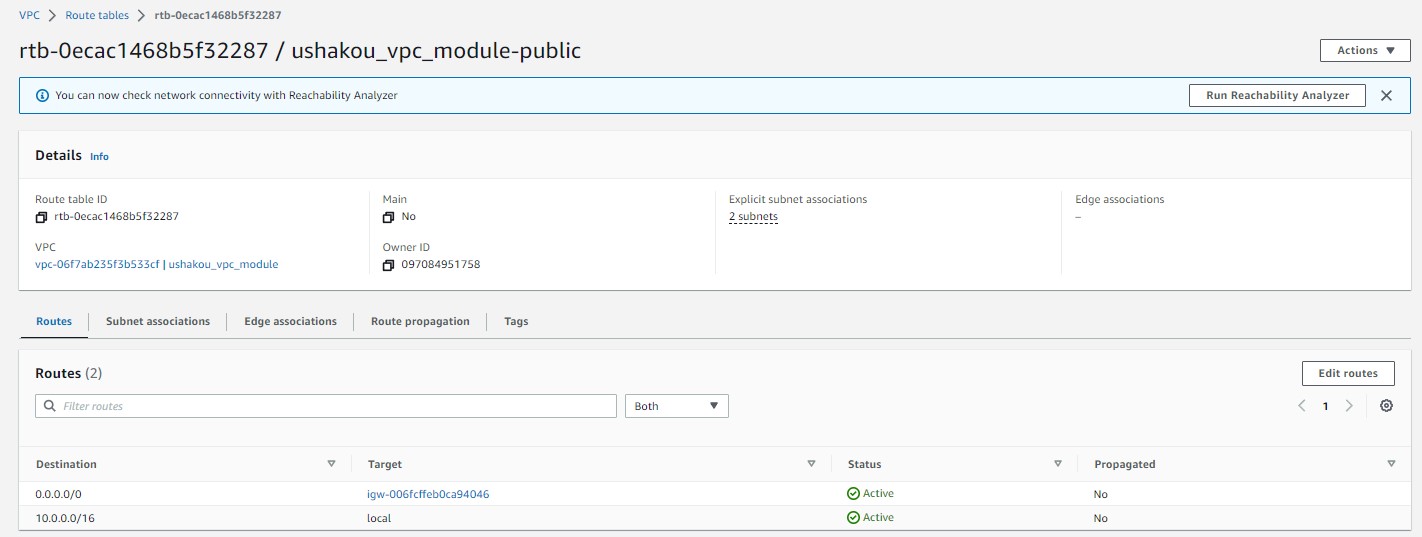 VPC > Route tables > rtb-0ecac1468b5f32287
rtb-0ecac1468b5f32287 / ushakou_vpc_module-public
Actions
You can now check network connectivity with Reachability Analyzer
Run Reachability Analyzer
Details Info
Route table ID
rtb-0ecac1468b5f32287
Main
No
Explicit subnet associations
2 subnets
Edge associations
–
VPC
vpc-06f7ab235f3b533cf | ushakou_vpc_module
Owner ID
097084951758
Routes Subnet associations Edge associations Route propagation Tags
Routes (2)
Edit routes
Filter routes
Both
1
Destination Target Status Propagated
0.0.0.0/0 igw-006fcffeb0ca94046 Active No
10.0.0.0/16 local Active No